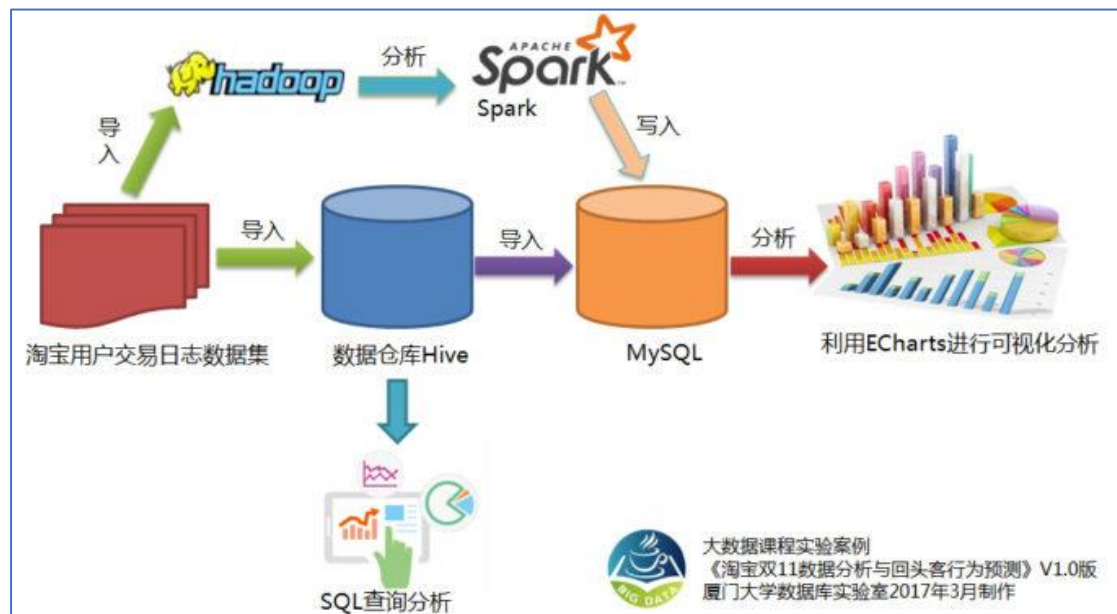 hadoop
分析
APACHE
Spark
Spark
导
入
写入
导入
导入
分析
淘宝用户交易日志数据集
数据仓库Hive
MySQL
利用ECharts进行可视化分析
SQL查询分析
BIG DATA
大数据课程实验案例
《淘宝双11数据分析与回头客行为预测》V1.0版
厦门大学数据库实验室2017年3月制作